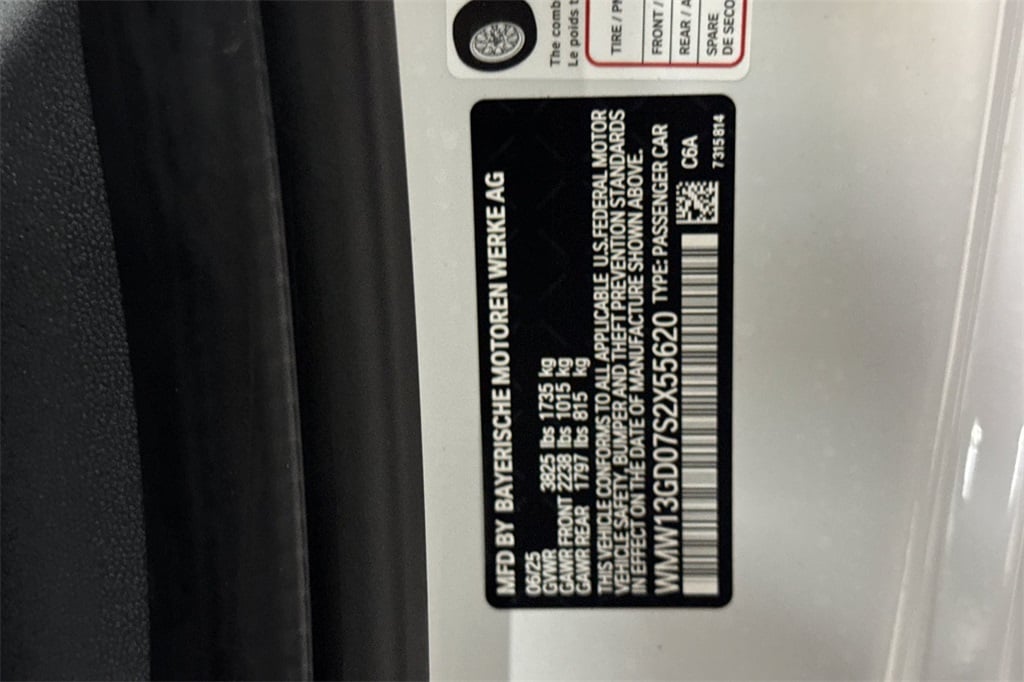 The comb
Le poids t
TIRE / P
FRONT /
REAR / A
SPARE
DE SECO
MFD BY BAYERISCHE MOTOREN WERKE AG
06/25
GVWR 3825 lbs 1735 kg
GAWR FRONT 2238 lbs 1015 kg
GAWR REAR 1797 lbs 815 kg
THIS VEHICLE CONFORMS TO ALL APPLICABLE U.S. FEDERAL MOTOR
VEHICLE SAFETY, BUMPER AND THEFT PREVENTION STANDARDS
IN EFFECT ON THE DATE OF MANUFACTURE SHOWN ABOVE.
WMW13GD07S2X55620 TYPE: PASSENGER CAR
C6A
7315814